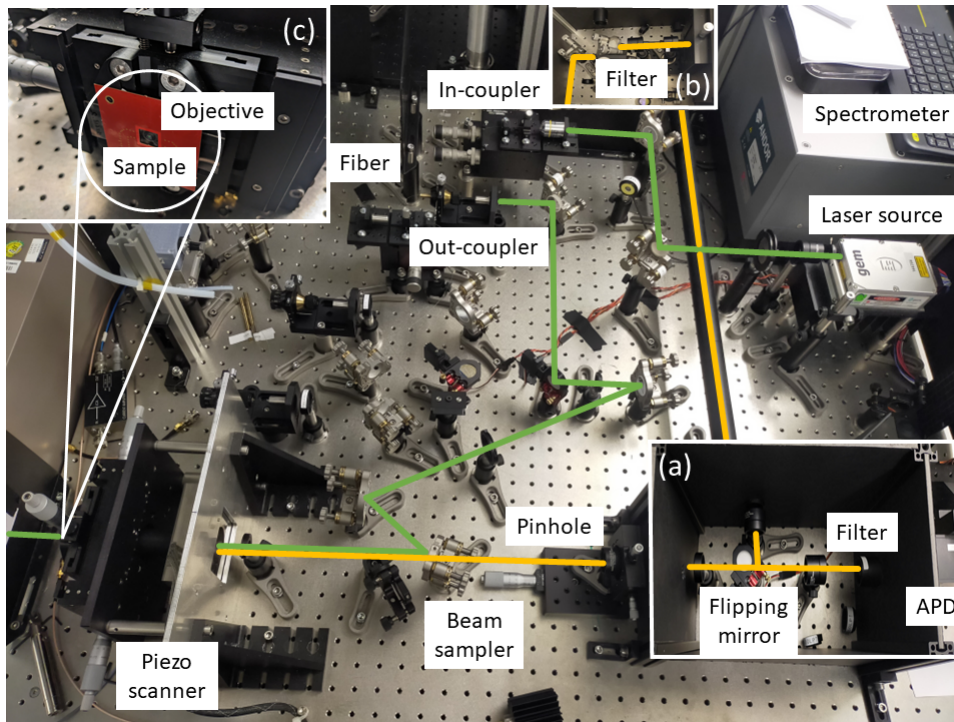 (c)
Objective
Sample
In-coupler
Filter
(b)
Spectrometer
ANDOR
Fiber
Laser source
Out-coupler
gem
(a)
Pinhole
Filter
Flipping
mirror
APD
Beam
sampler
Piezo
scanner